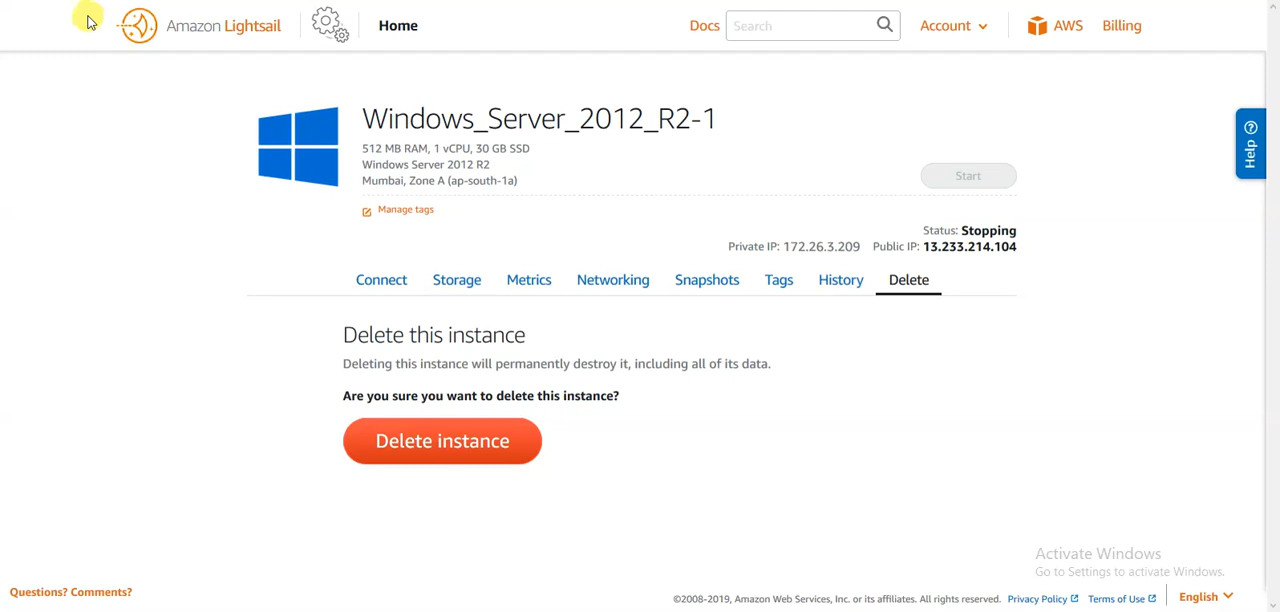 Amazon Lightsail Home Docs Search Account AWS Billing
Windows_Server_2012_R2-1
512 MB RAM, 1 vCPU, 30 GB SSD
Windows Server 2012 R2
Mumbai, Zone A (ap-south-1a)
Start
Manage tags
Help
Status: Stopping
Private IP: 172.26.3.209 Public IP: 13.233.214.104
Connect Storage Metrics Networking Snapshots Tags History Delete
Delete this instance
Deleting this instance will permanently destroy it, including all of its data.
Are you sure you want to delete this instance?
Delete instance
Activate Windows
Go to Settings to activate Windows.
Questions? Comments?
©2008-2019, Amazon Web Services, Inc. or its affiliates. All rights reserved. Privacy Policy Terms of Use English